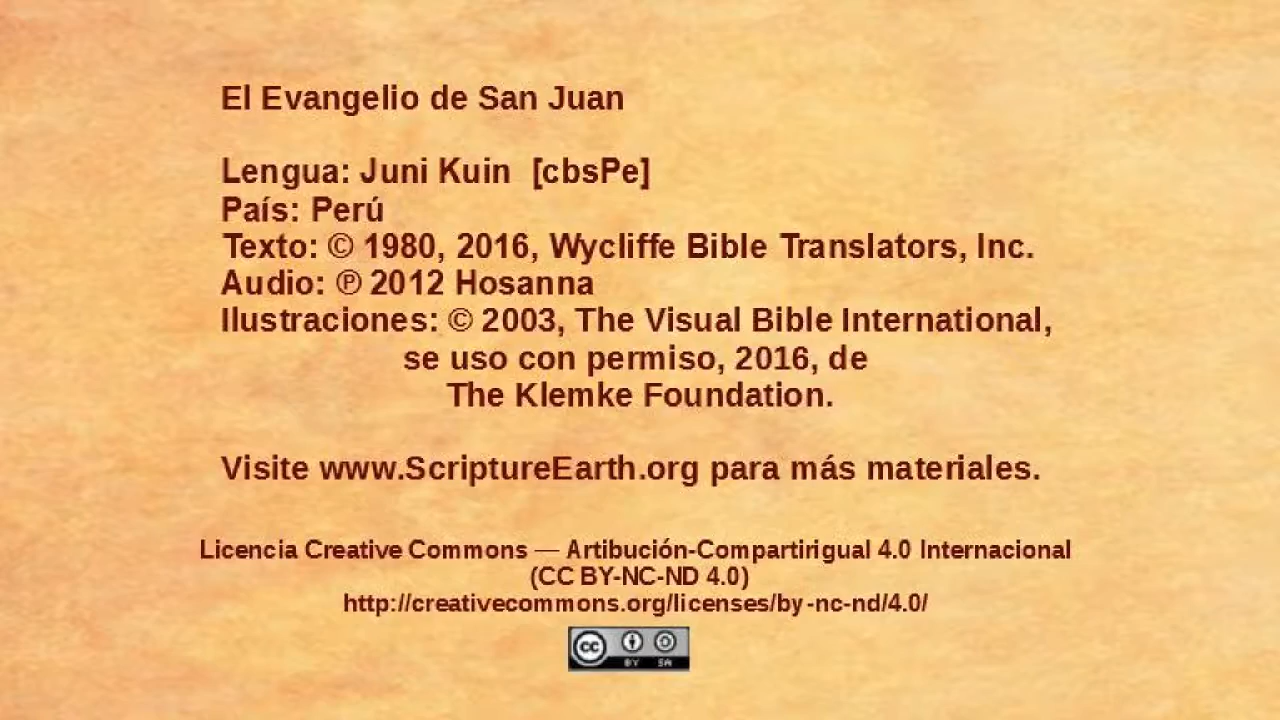 El Evangelio de San Juan
Lengua: Juni Kuin [cbsPe]
País: Perú
Texto: © 1980, 2016, Wycliffe Bible Translators, Inc.
Audio: ℗ 2012 Hosanna
Ilustraciones: © 2003, The Visual Bible International,
se uso con permiso, 2016, de
The Klemke Foundation.
Visite www.ScriptureEarth.org para más materiales.
Licencia Creative Commons — Artibución-Compartirigual 4.0 Internacional
(CC BY-NC-ND 4.0)
http://creativecommons.org/licenses/by-nc-nd/4.0/
cc BY SA